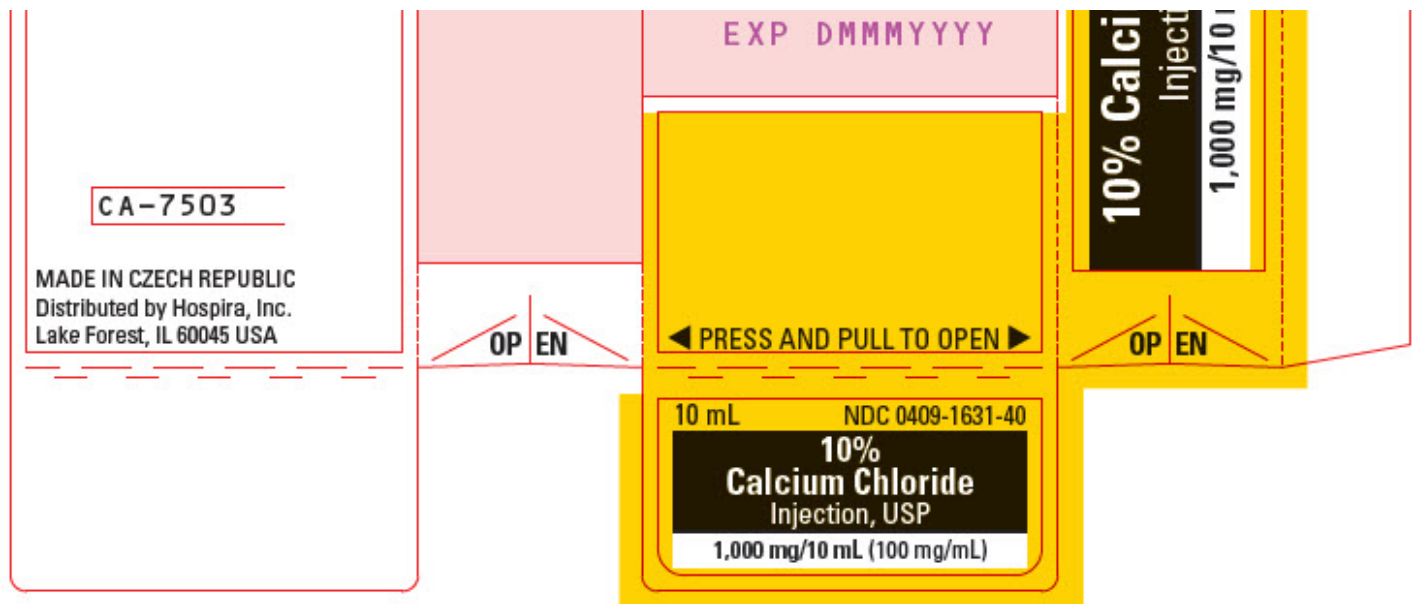 EXP DMMMYYYY
CA-7503
MADE IN CZECH REPUBLIC
Distributed by Hospira, Inc.
Lake Forest, IL 60045 USA
OP EN
◀ PRESS AND PULL TO OPEN ▶
OP EN
10 mL NDC 0409-1631-40
10%
Calcium Chloride
Injection, USP
1,000 mg/10 mL (100 mg/mL)
10% Calci
Injecti
1,000 mg/10